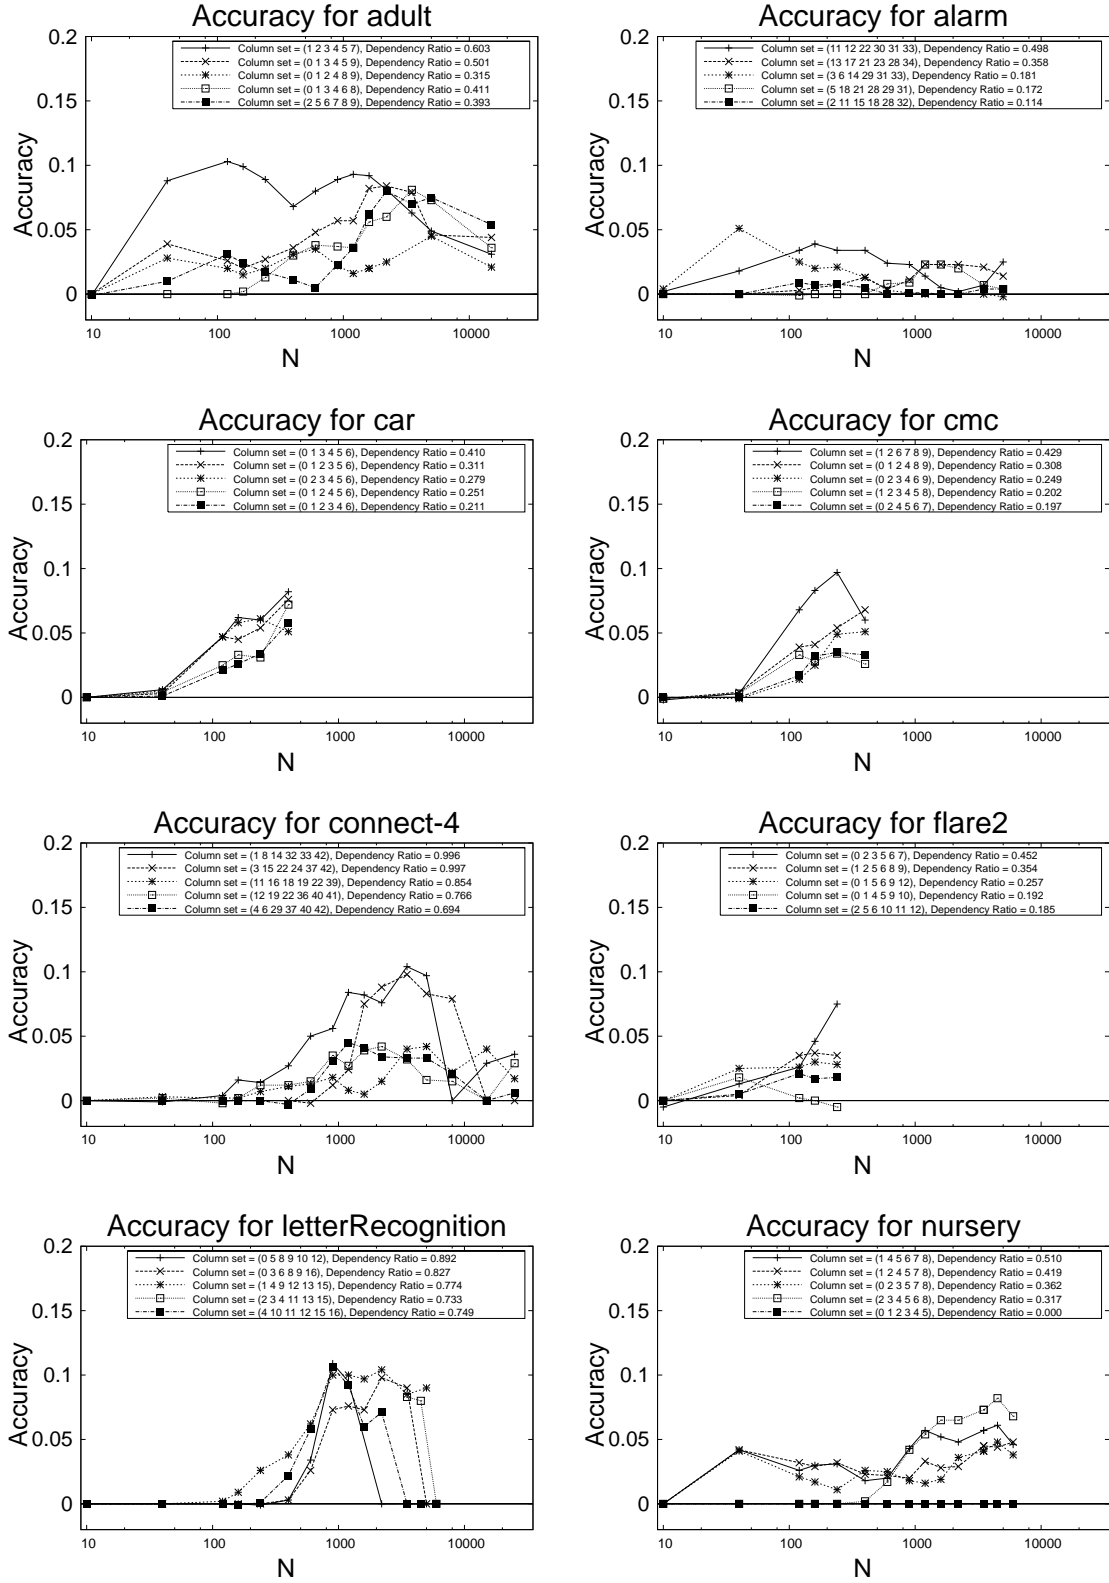 Accuracy for adult
0.2
0.15
0.1
0.05
0
Accuracy
Column set = (1 2 3 4 5 7), Dependency Ratio = 0.603
Column set = (0 1 3 4 5 9), Dependency Ratio = 0.501
Column set = (0 1 2 4 8 9), Dependency Ratio = 0.315
Column set = (0 1 3 4 6 8), Dependency Ratio = 0.411
Column set = (2 5 6 7 8 9), Dependency Ratio = 0.393
10 100 1000 10000
N
Accuracy for alarm
0.2
0.15
0.1
0.05
0
Accuracy
Column set = (11 12 22 30 31 33), Dependency Ratio = 0.498
Column set = (13 17 21 23 28 34), Dependency Ratio = 0.358
Column set = (3 6 14 29 31 33), Dependency Ratio = 0.181
Column set = (5 18 21 28 29 31), Dependency Ratio = 0.172
Column set = (2 11 15 18 28 32), Dependency Ratio = 0.114
10 100 1000 10000
N
Accuracy for car
0.2
0.15
0.1
0.05
0
Accuracy
Column set = (0 1 3 4 5 6), Dependency Ratio = 0.410
Column set = (0 1 2 3 5 6), Dependency Ratio = 0.311
Column set = (0 2 3 4 5 6), Dependency Ratio = 0.279
Column set = (0 1 2 4 5 6), Dependency Ratio = 0.251
Column set = (0 1 2 3 4 6), Dependency Ratio = 0.211
10 100 1000 10000
N
Accuracy for cmc
0.2
0.15
0.1
0.05
0
Accuracy
Column set = (1 2 6 7 8 9), Dependency Ratio = 0.429
Column set = (0 1 2 4 8 9), Dependency Ratio = 0.308
Column set = (0 2 3 4 6 9), Dependency Ratio = 0.249
Column set = (1 2 3 4 5 8), Dependency Ratio = 0.202
Column set = (0 2 4 5 6 7), Dependency Ratio = 0.197
10 100 1000 10000
N
Accuracy for connect-4
0.2
0.15
0.1
0.05
0
Accuracy
Column set = (1 8 14 32 33 42), Dependency Ratio = 0.996
Column set = (3 15 22 24 37 42), Dependency Ratio = 0.997
Column set = (11 16 18 19 22 39), Dependency Ratio = 0.854
Column set = (12 19 22 36 40 41), Dependency Ratio = 0.766
Column set = (4 6 29 37 40 42), Dependency Ratio = 0.694
10 100 1000 10000
N
Accuracy for flare2
0.2
0.15
0.1
0.05
0
Accuracy
Column set = (0 2 3 5 6 7), Dependency Ratio = 0.452
Column set = (1 2 5 6 8 9), Dependency Ratio = 0.354
Column set = (0 1 5 6 9 12), Dependency Ratio = 0.257
Column set = (0 1 4 5 9 10), Dependency Ratio = 0.192
Column set = (2 5 6 10 11 12), Dependency Ratio = 0.185
10 100 1000 10000
N
Accuracy for letterRecognition
0.2
0.15
0.1
0.05
0
Accuracy
Column set = (0 5 8 9 10 12), Dependency Ratio = 0.892
Column set = (0 3 6 8 9 16), Dependency Ratio = 0.827
Column set = (1 4 9 12 13 15), Dependency Ratio = 0.774
Column set = (2 3 4 11 13 15), Dependency Ratio = 0.733
Column set = (4 10 11 12 15 16), Dependency Ratio = 0.749
10 100 1000 10000
N
Accuracy for nursery
0.2
0.15
0.1
0.05
0
Accuracy
Column set = (1 4 5 6 7 8), Dependency Ratio = 0.510
Column set = (1 2 4 5 7 8), Dependency Ratio = 0.419
Column set = (0 2 3 5 7 8), Dependency Ratio = 0.362
Column set = (2 3 4 5 6 8), Dependency Ratio = 0.317
Column set = (0 1 2 3 4 5), Dependency Ratio = 0.000
10 100 1000 10000
N